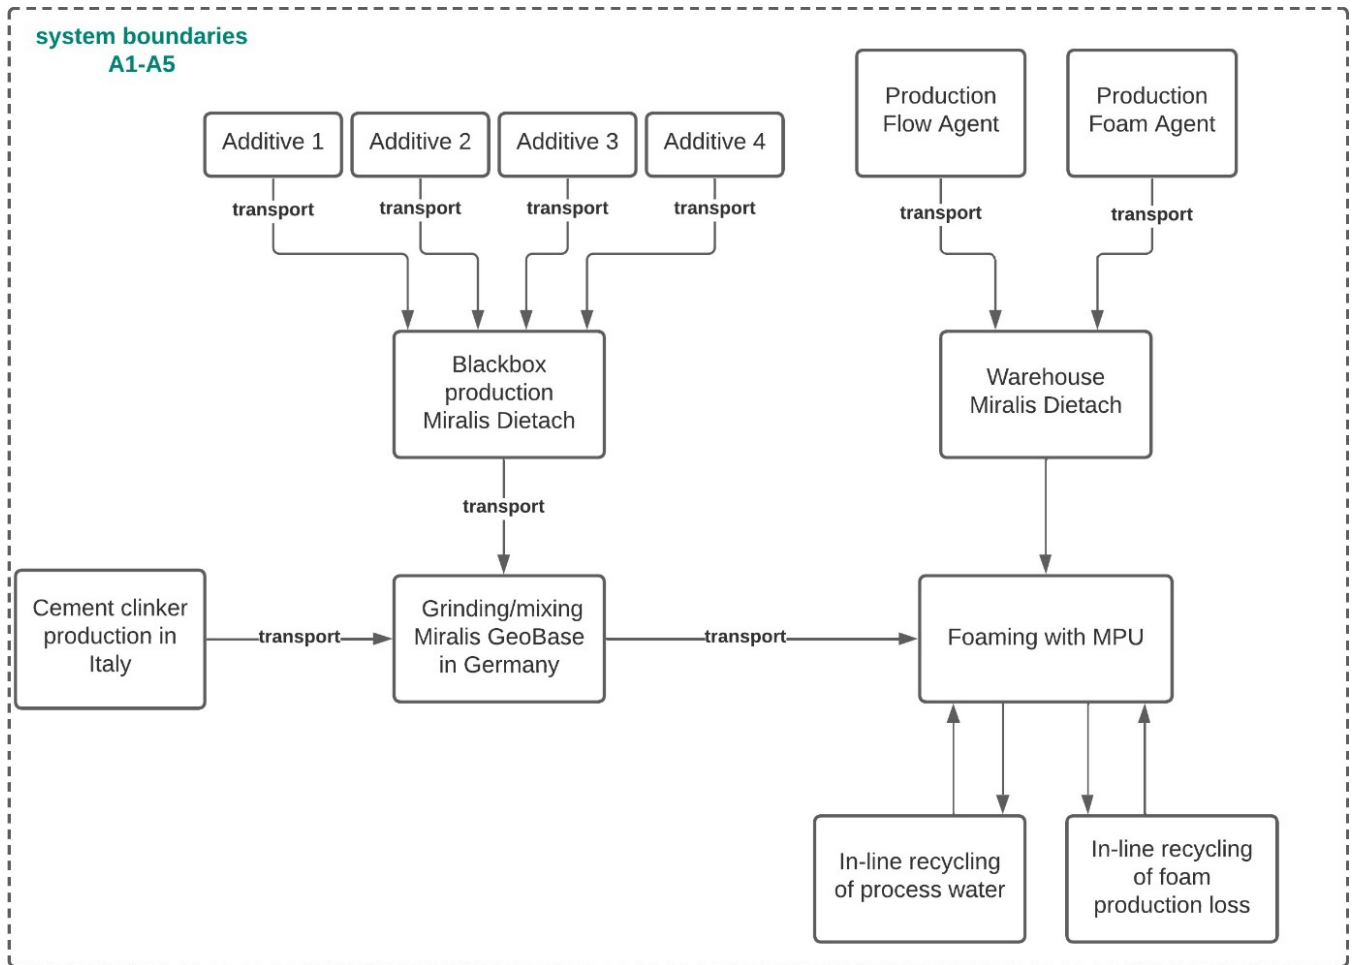 system boundaries
A1-A5
Production
Flow Agent
Production
Foam Agent
Additive 1
Additive 2
Additive 3
Additive 4
transport
transport
transport
transport
transport
transport
Blackbox
production
Miralis Dietach
Warehouse
Miralis Dietach
transport
Cement clinker
production in
Italy
transport
Grinding/mixing
Miralis GeoBase
in Germany
transport
Foaming with MPU
In-line recycling
of process water
In-line recycling
of foam
production loss